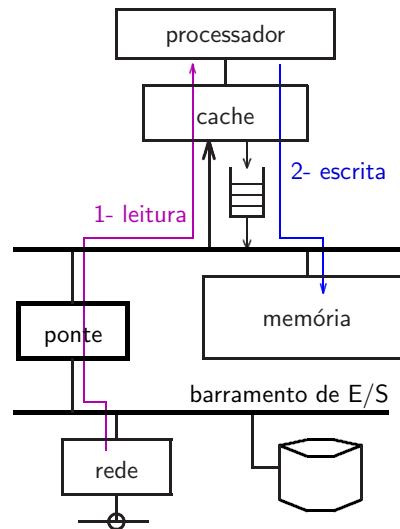 processador
cache
2- escrita
1- leitura
ponte
memória
barramento de E/S
rede